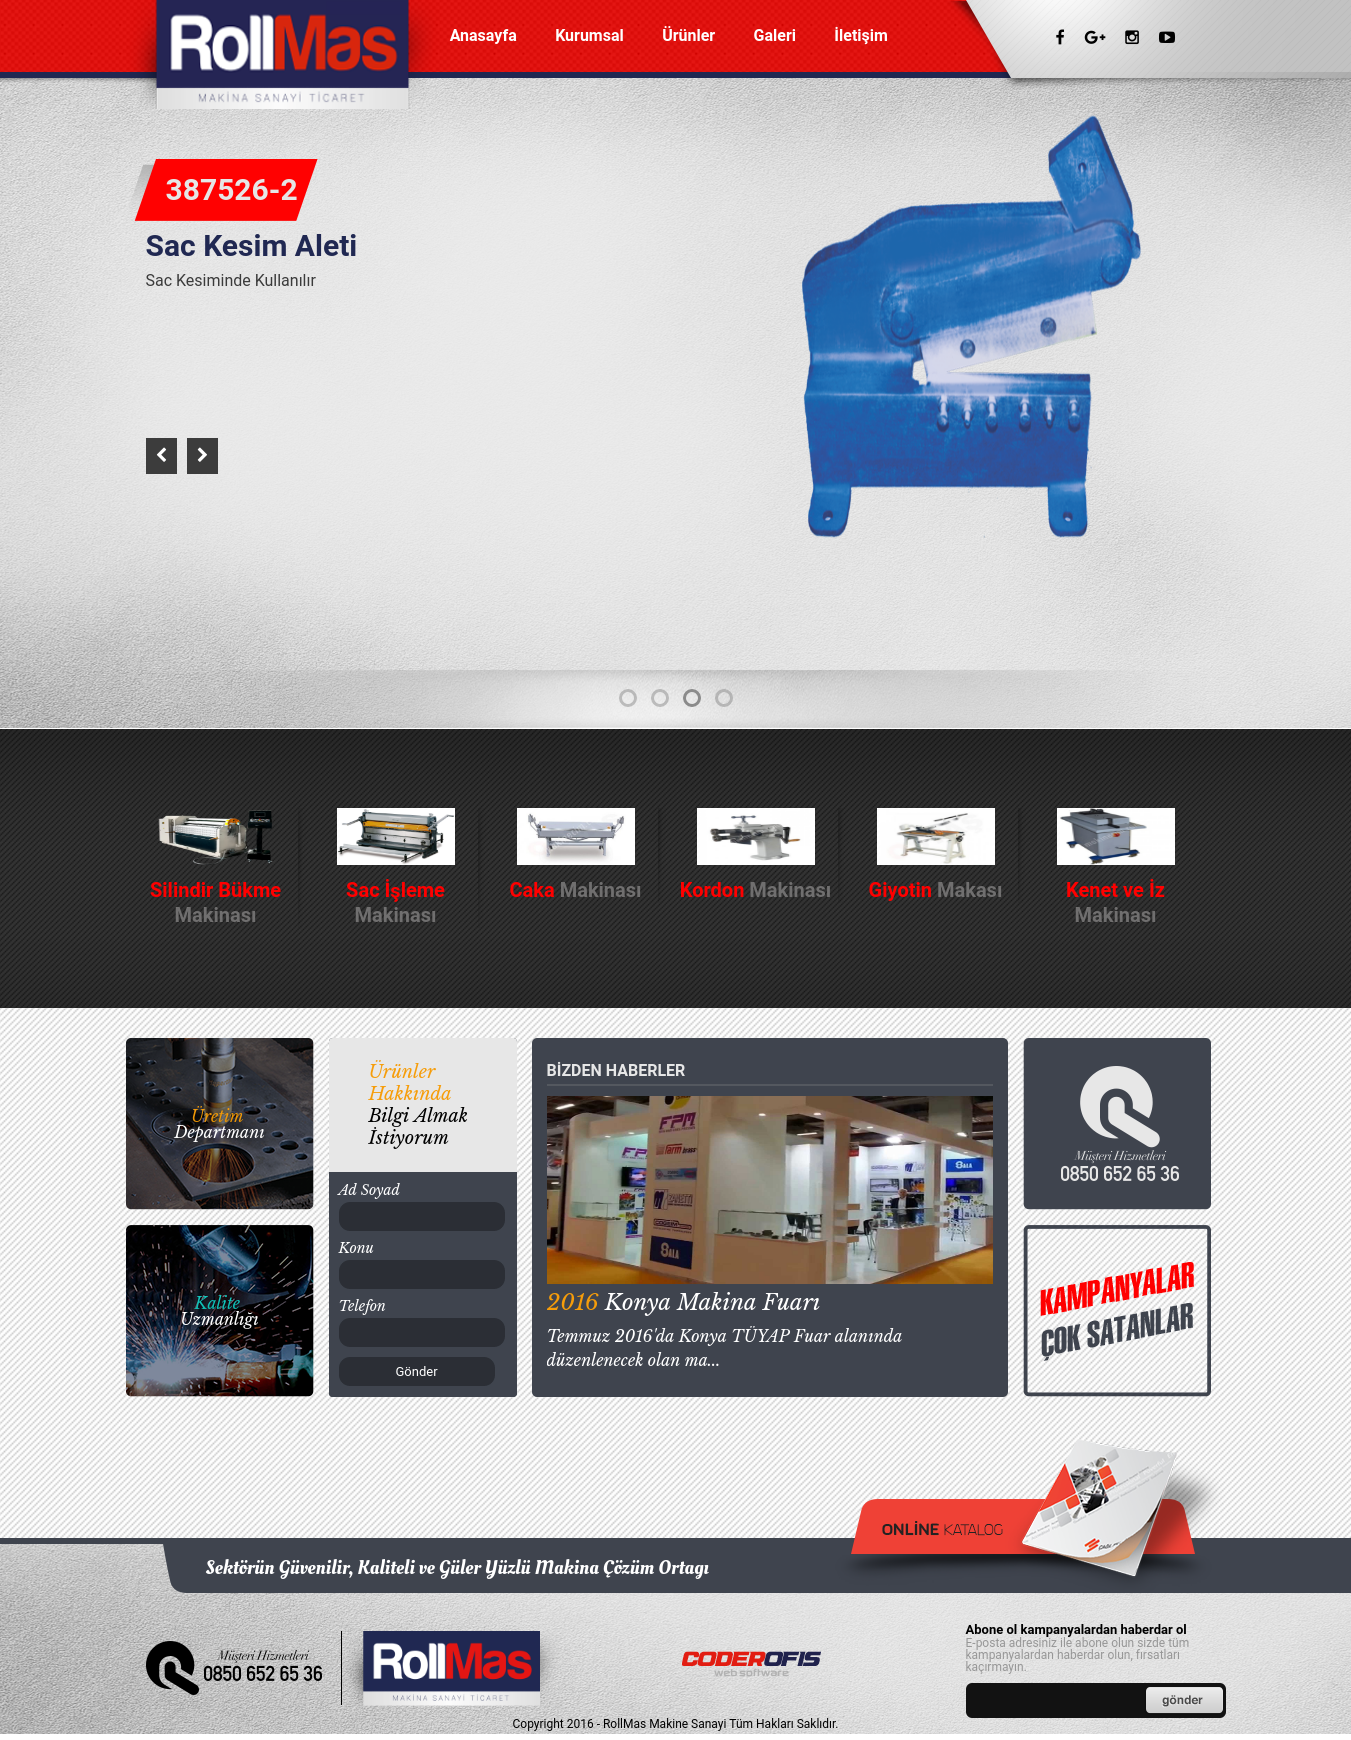 RollMas
MAKİNA SANAYİ TİCARET
Anasayfa Kurumsal Ürünler Galeri İletişim
387526-2
Sac Kesim Aleti
Sac Kesiminde Kullanılır
Silindir Bükme
Makinası
Sac İşleme
Makinası
Caka Makinası
Kordon Makinası
Giyotin Makası
Kenet ve İz
Makinası
Üretim
Departmanı
Kalite
Uzmanlığı
Ürünler
Hakkında
Bilgi Almak
İstiyorum
Ad Soyad
Konu
Telefon
Gönder
BİZDEN HABERLER
FPM
8ALA
8ALA
2016 Konya Makina Fuarı
Temmuz 2016'da Konya TÜYAP Fuar alanında
düzenlenecek olan ma...
Müşteri Hizmetleri
0850 652 65 36
KAMPANYALAR
ÇOK SATANLAR
ONLİNE KATALOG
Sektörün Güvenilir, Kaliteli ve Güler Yüzlü Makina Çözüm Ortagı
Müşteri Hizmetleri
0850 652 65 36
RollMas
MAKİNA SANAYİ TİCARET
CODEROFIS
web software
Abone ol kampanyalardan haberdar ol
E-posta adresiniz ile abone olun sizde tüm
kampanyalardan haberdar olun, fırsatları
kaçırmayın.
gönder
Copyright 2016 - RollMas Makine Sanayi Tüm Hakları Saklıdır.